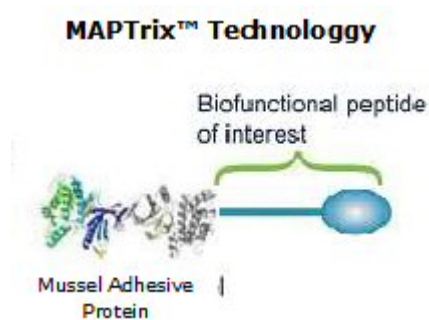 MAPTrix™ Technologgy
Biofunctional peptide
of interest
Mussel Adhesive
Protein